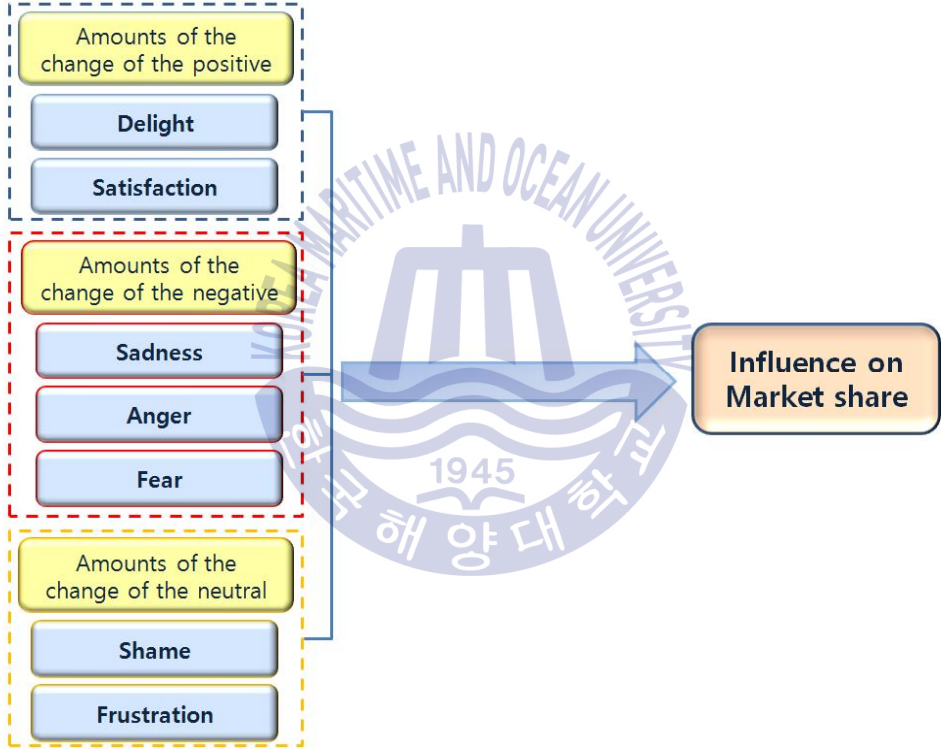 Amounts of the
change of the positive
Delight
Satisfaction
Amounts of the
change of the negative
Sadness
Anger
Fear
Amounts of the
change of the neutral
Shame
Frustration
Influence on
Market share
KOREA MARITIME AND OCEAN UNIVERSITY
1945
한국해양대학교